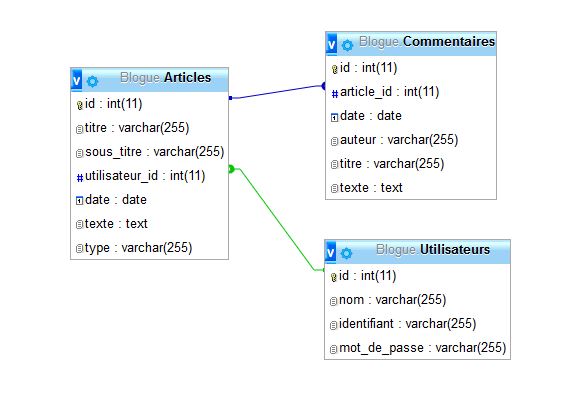 v Blogue Articles
id : int(11)
titre : varchar(255)
sous_titre : varchar(255)
# utilisateur_id : int(11)
date : date
texte : text
type : varchar(255)
v Blogue Commentaires
id : int(11)
# article_id : int(11)
date : date
auteur : varchar(255)
titre : varchar(255)
texte : text
v Blogue Utilisateurs
id : int(11)
nom : varchar(255)
identifiant : varchar(255)
mot_de_passe : varchar(255)